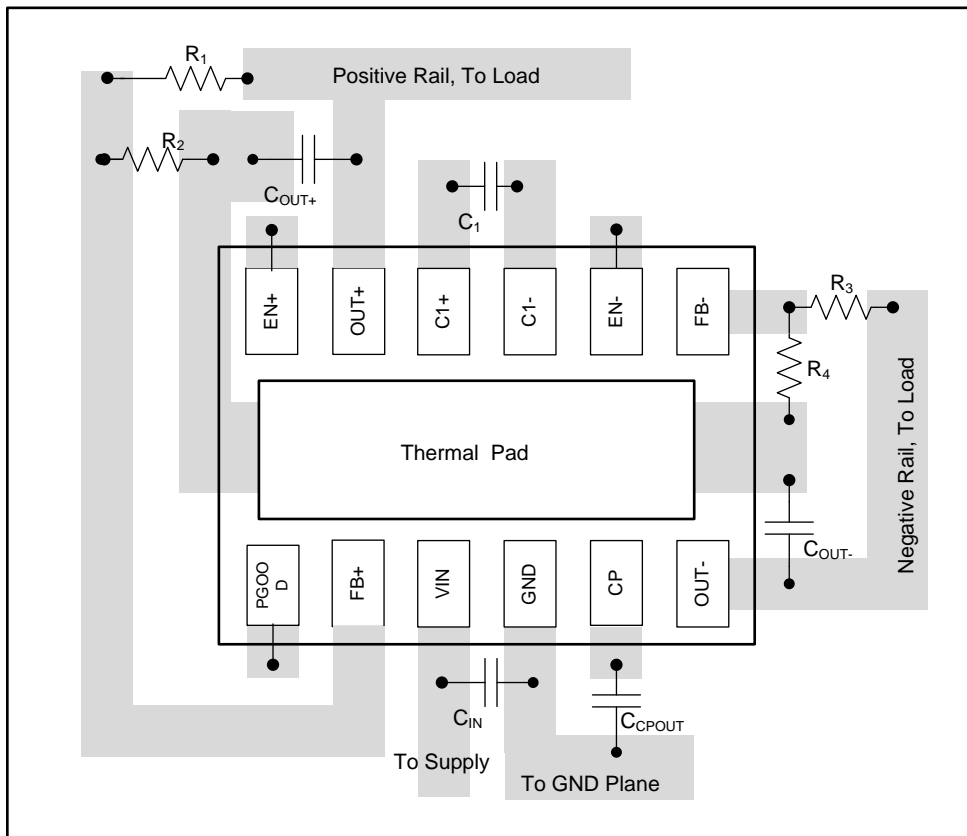 R1
Positive Rail, To Load
R2
COUT+
C1
EN+
OUT+
C1+
C1-
EN-
FB-
R3
R4
Thermal Pad
Negative Rail, To Load
COUT-
PGOO
D
FB+
VIN
GND
CP
OUT-
CIN
CCPOUT
To Supply
To GND Plane